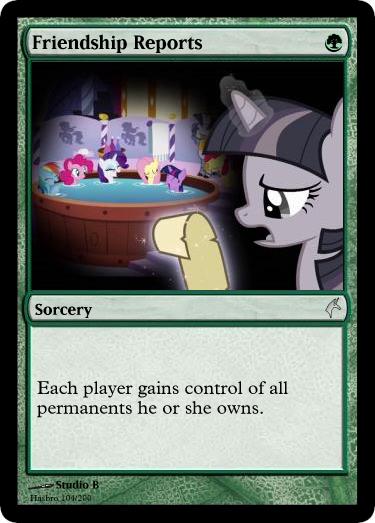 Friendship Reports
Sorcery
Each player gains control of all
permanents he or she owns.
Studio B
Hasbro 104/200